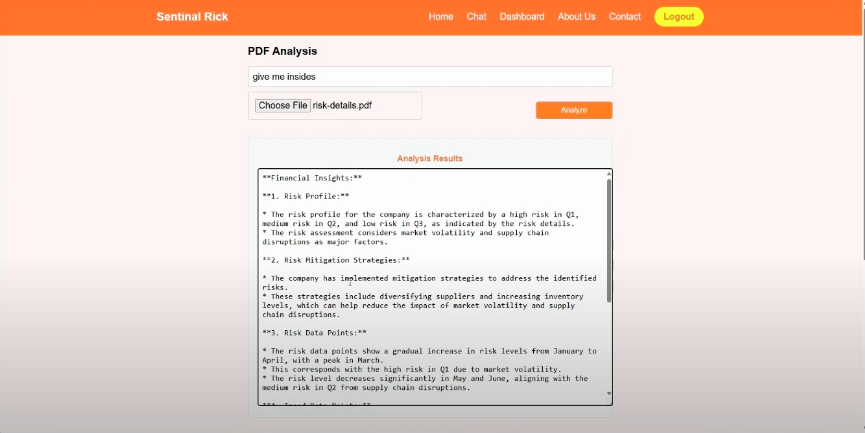 Sentinal Rick
Home Chat Dashboard About Us Contact Logout
PDF Analysis
give me insides
Choose File risk-details.pdf
Analyze
Analysis Results
**Financial Insights:**
**1. Risk Profile:**
* The risk profile for the company is characterized by a high risk in Q1,
medium risk in Q2, and low risk in Q3, as indicated by the risk details.
* The risk assessment considers market volatility and supply chain
disruptions as major factors.
**2. Risk Mitigation Strategies:**
* The company has implemented mitigation strategies to address the identified
risks.
* These strategies include diversifying suppliers and increasing inventory
levels, which can help reduce the impact of market volatility and supply
chain disruptions.
**3. Risk Data Points:**
* The risk data points show a gradual increase in risk levels from January to
April, with a peak in March.
* This corresponds with the high risk in Q1 due to market volatility.
* The risk level decreases significantly in May and June, aligning with the
medium risk in Q2 from supply chain disruptions.